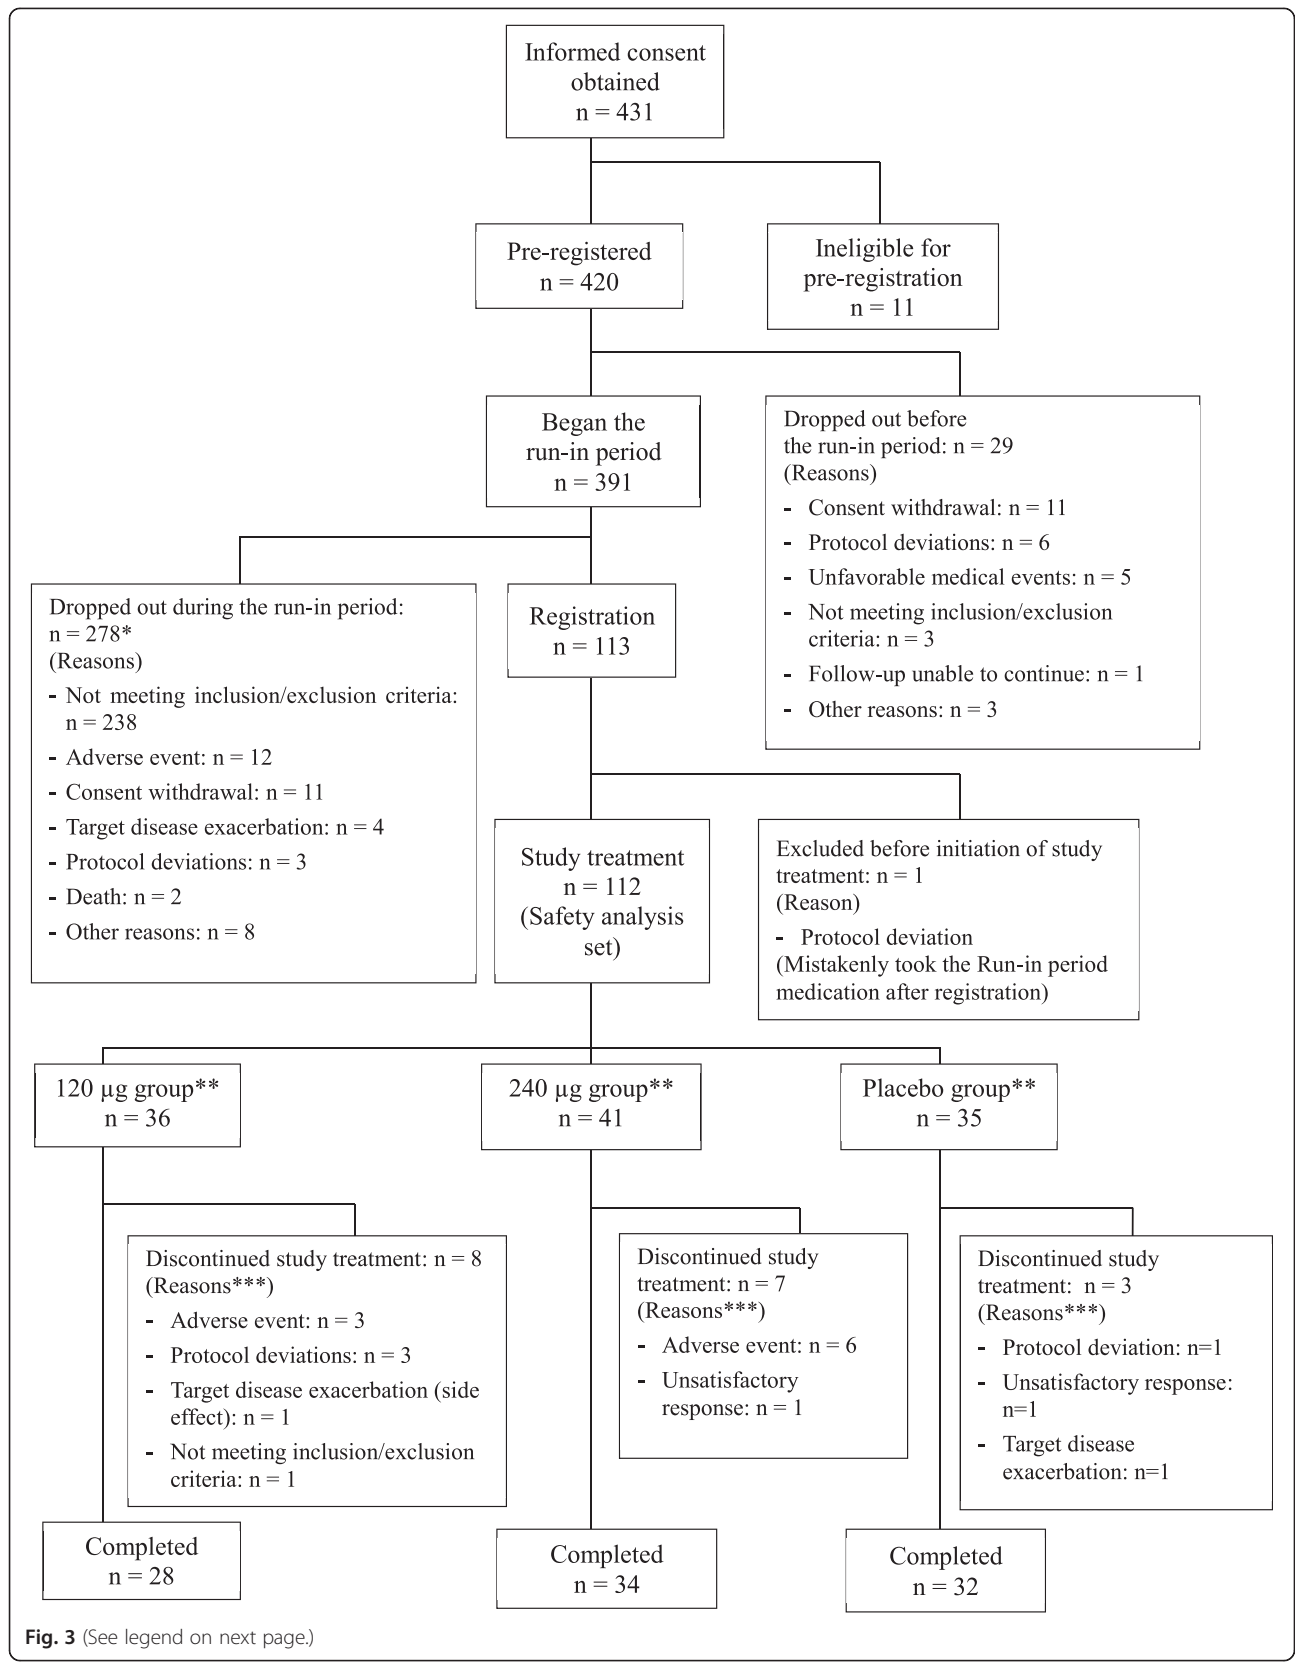 Informed consent
obtained
n = 431
Pre-registered
n = 420
Ineligible for
pre-registration
n = 11
Began the
run-in period
n = 391
Dropped out before
the run-in period: n = 29
(Reasons)
- Consent withdrawal: n = 11
- Protocol deviations: n = 6
- Unfavorable medical events: n = 5
- Not meeting inclusion/exclusion
criteria: n = 3
- Follow-up unable to continue: n = 1
- Other reasons: n = 3
Dropped out during the run-in period:
n = 278*
(Reasons)
- Not meeting inclusion/exclusion criteria:
n = 238
- Adverse event: n = 12
- Consent withdrawal: n = 11
- Target disease exacerbation: n = 4
- Protocol deviations: n = 3
- Death: n = 2
- Other reasons: n = 8
Registration
n = 113
Study treatment
n = 112
(Safety analysis
set)
Excluded before initiation of study
treatment: n = 1
(Reason)
- Protocol deviation
(Mistakenly took the Run-in period
medication after registration)
120 µg group**
n = 36
240 µg group**
n = 41
Placebo group**
n = 35
Discontinued study treatment: n = 8
(Reasons***)
- Adverse event: n = 3
- Protocol deviations: n = 3
- Target disease exacerbation (side
effect): n = 1
- Not meeting inclusion/exclusion
criteria: n = 1
Discontinued study
treatment: n = 7
(Reasons***)
- Adverse event: n = 6
- Unsatisfactory
response: n = 1
Discontinued study
treatment: n = 3
(Reasons***)
- Protocol deviation: n=1
- Unsatisfactory response:
n=1
- Target disease
exacerbation: n=1
Completed
n = 28
Completed
n = 34
Completed
n = 32
Fig. 3 (See legend on next page.)